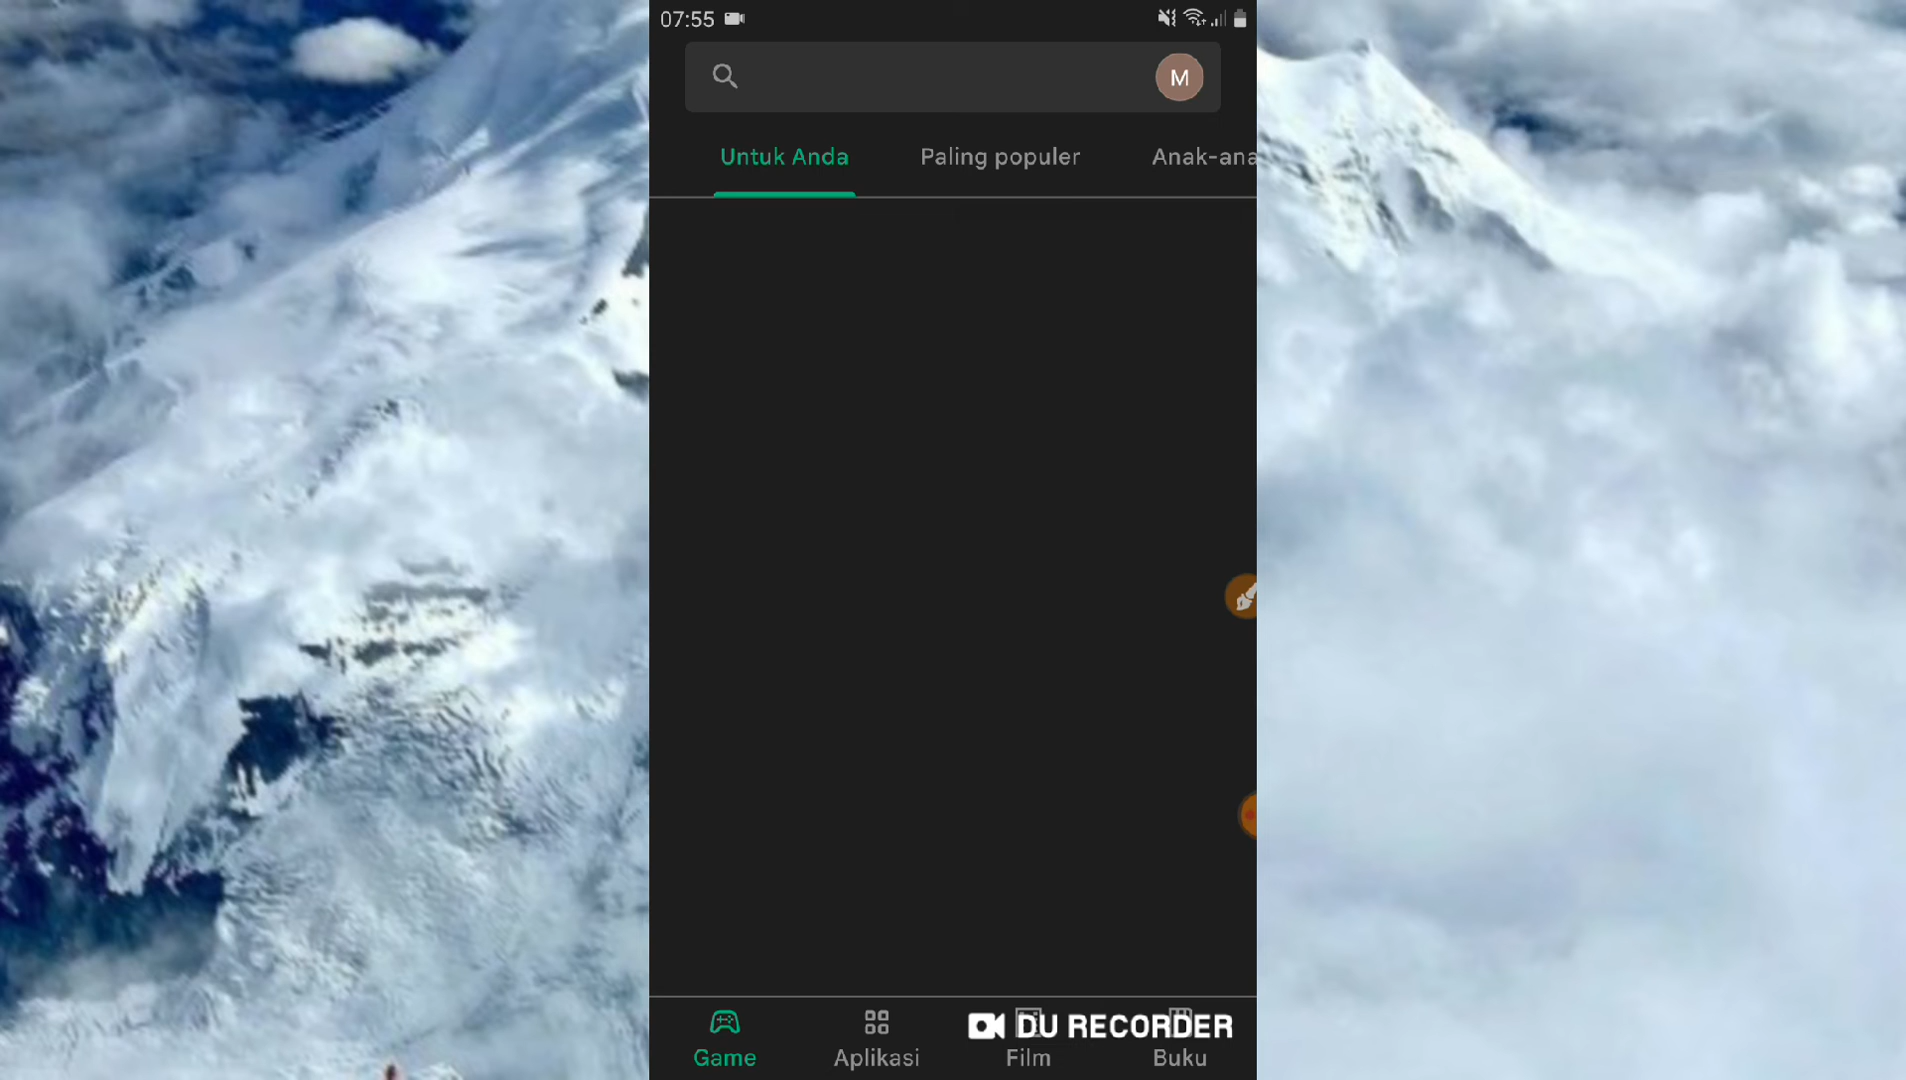 07:55
M
Untuk Anda Paling populer Anak-ana
DU RECORDER
Game Aplikasi Film Buku